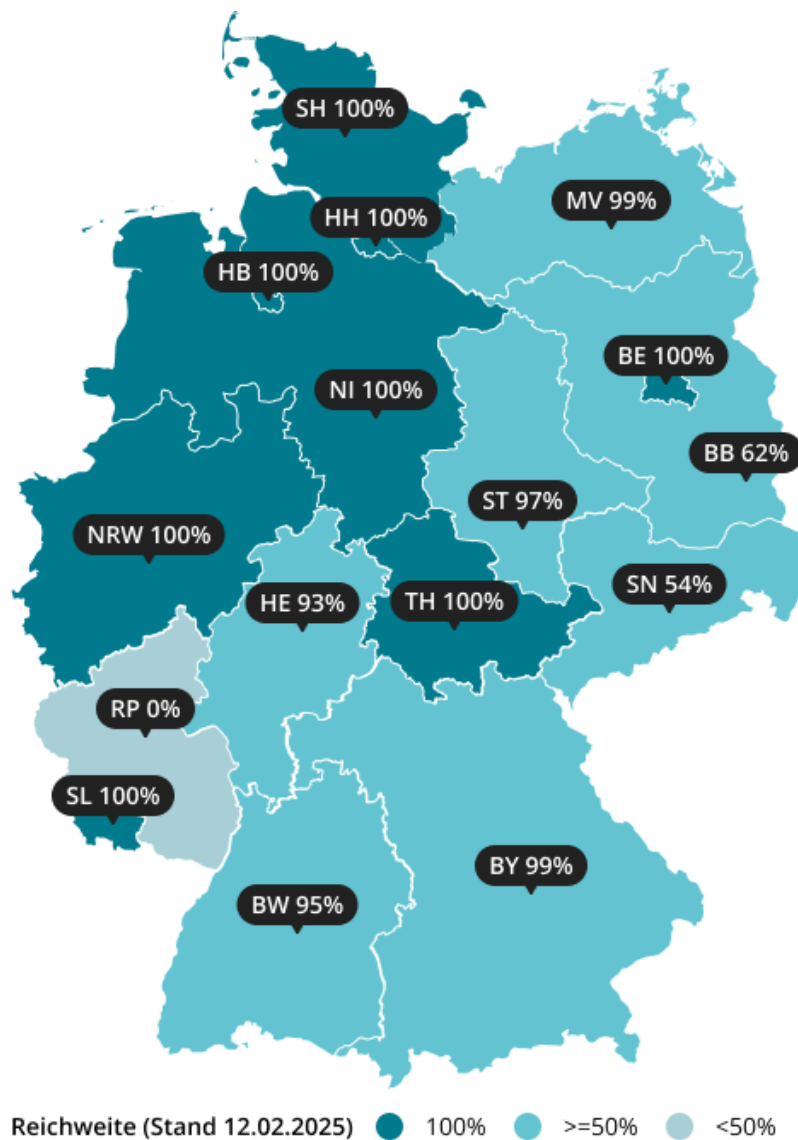 SH 100%
MV 99%
HH 100%
HB 100%
BE 100%
NI 100%
BB 62%
ST 97%
NRW 100%
SN 54%
HE 93%
TH 100%
RP 0%
SL 100%
BY 99%
BW 95%
Reichweite (Stand 12.02.2025) 100% >=50% <50%